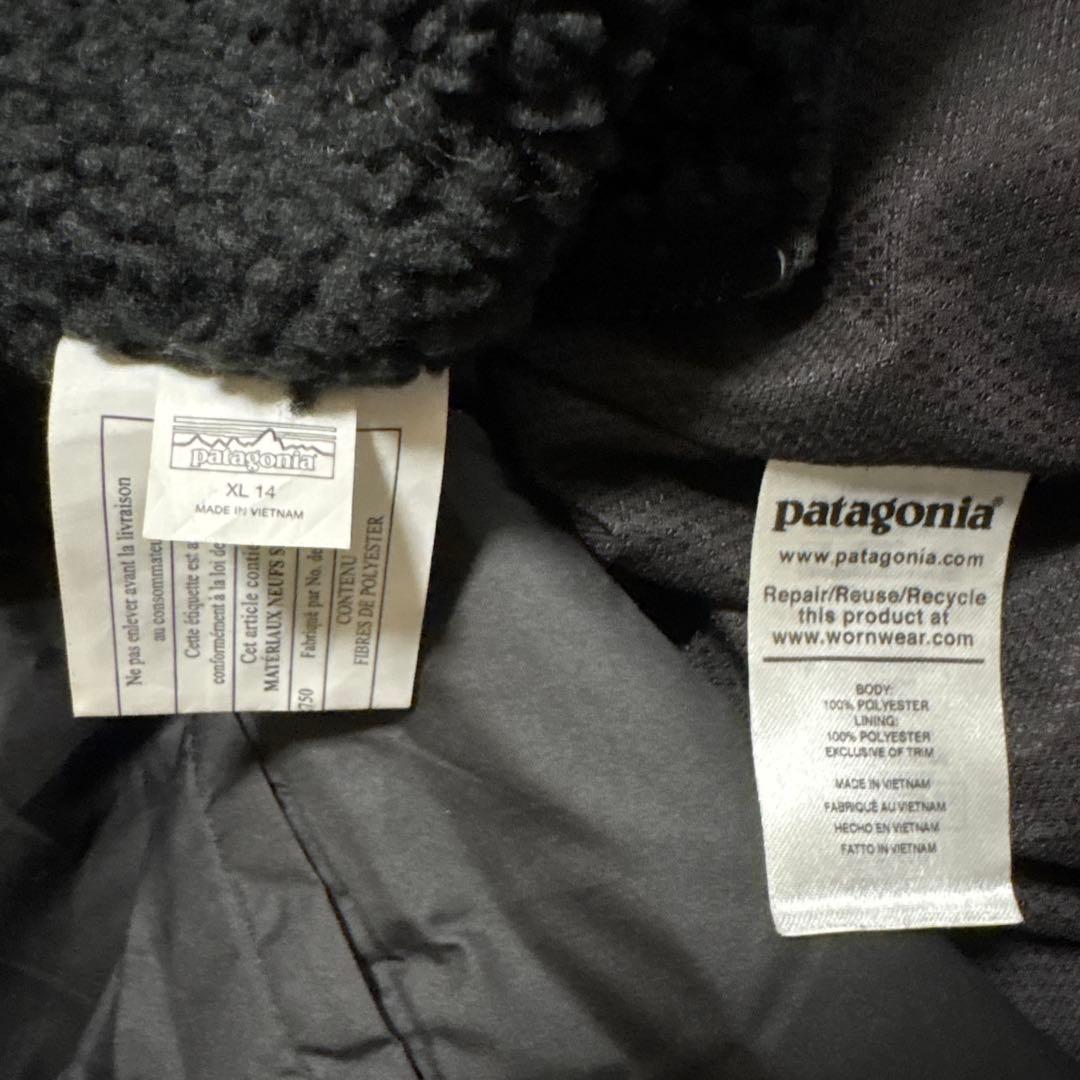 patagonia
XL 14
MADE IN VIETNAM
Ne pas enlever avant la livraison
au consommateu
Cette étiquette est a
conformément à la loi de
Cet article contie
MATÉRIAUX NEUFS S
Fabriqué par No. de
750
CONTENU
FIBRES DE POLYESTER
patagonia®
www.patagonia.com
Repair/Reuse/Recycle
this product at
www.wornwear.com
BODY:
100% POLYESTER
LINING:
100% POLYESTER
EXCLUSIVE OF TRIM
MADE IN VIETNAM
FABRIQUÉ AU VIETNAM
HECHO EN VIETNAM
FATTO IN VIETNAM